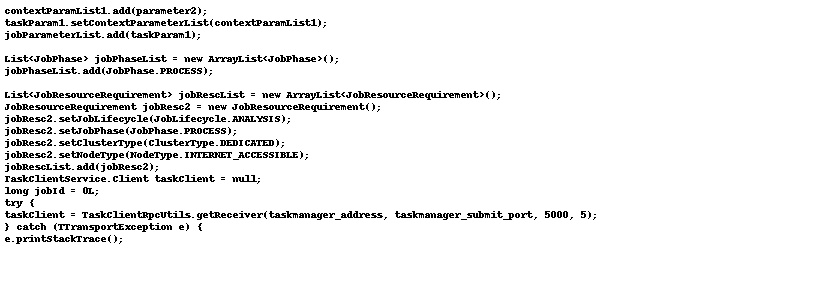 contextParamList1.add(parameter2);
taskParam1.setContextParameterList(contextParamList1);
jobParameterList.add(taskParam1);
List<JobPhase> jobPhaseList = new ArrayList<JobPhase>();
jobPhaseList.add(JobPhase.PROCESS);
List<JobResourceRequirement> jobRescList = new ArrayList<JobResourceRequirement>();
JobResourceRequirement jobResc2 = new JobResourceRequirement();
jobResc2.setJobLifecycle(JobLifecycle.ANALYSIS);
jobResc2.setJobPhase(JobPhase.PROCESS);
jobResc2.setClusterType(ClusterType.DEDICATED);
jobResc2.setNodeType(NodeType.INTERNET_ACCESSIBLE);
jobRescList.add(jobResc2);
TaskClientService.Client taskClient = null;
long jobId = 0L;
try {
taskClient = TaskClientRpcUtils.getReceiver(taskmanager_address, taskmanager_submit_port, 5000, 5);
} catch (TTransportException e) {
e.printStackTrace();